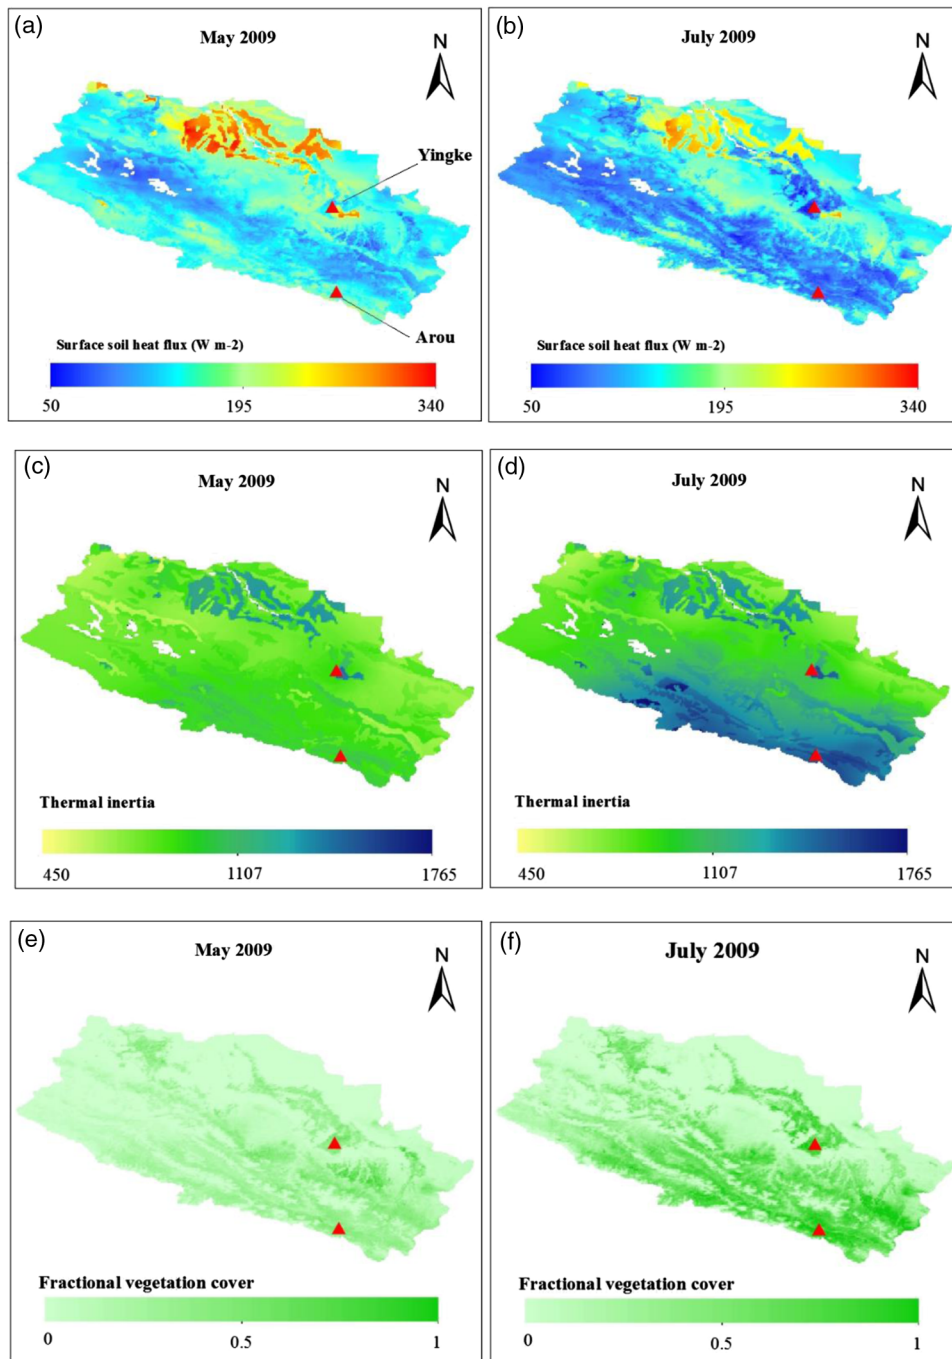 (a)
May 2009
N
Yingke
Arou
Surface soil heat flux (W m-2)
50 195 340
(b)
July 2009
N
Surface soil heat flux (W m-2)
50 195 340
(c)
May 2009
N
Thermal inertia
450 1107 1765
(d)
July 2009
N
Thermal inertia
450 1107 1765
(e)
May 2009
N
Fractional vegetation cover
0 0.5 1
(f)
July 2009
N
Fractional vegetation cover
0 0.5 1